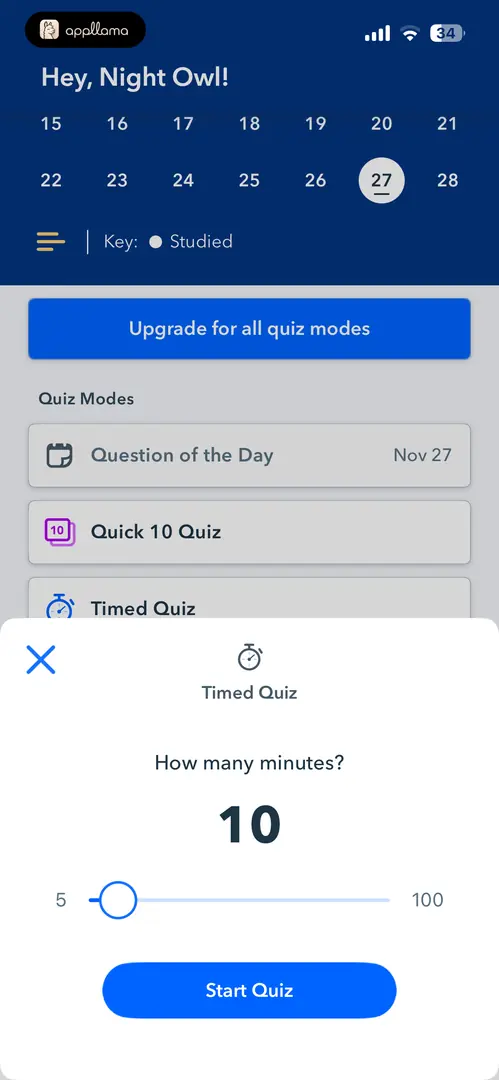 appllama
34
Hey, Night Owl!
15 16 17 18 19 20 21
22 23 24 25 26 27 28
Key: Studied
Upgrade for all quiz modes
Quiz Modes
Question of the Day Nov 27
10 Quick 10 Quiz
Timed Quiz
Timed Quiz
How many minutes?
10
5 100
Start Quiz